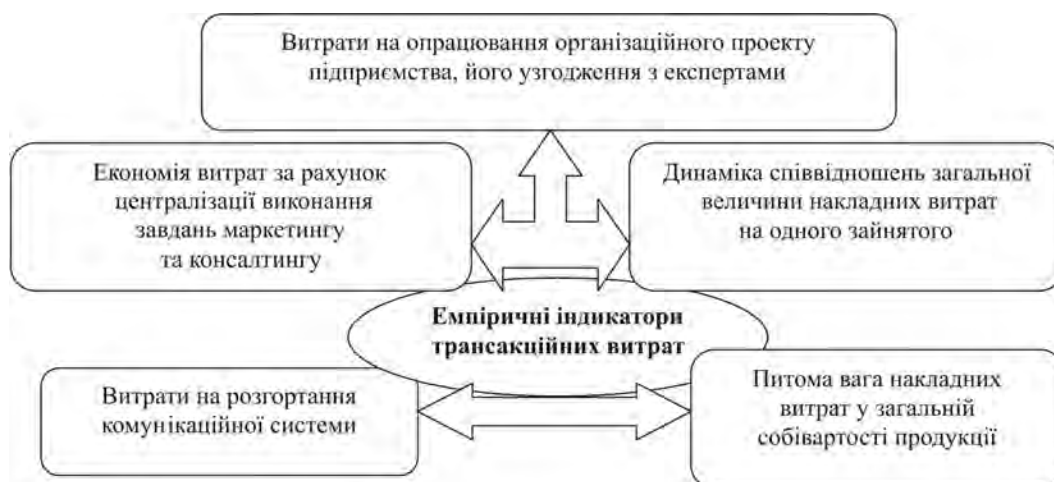 Витрати на опрацювання організаційного проекту
підприємства, його узгодження з експертами
Економія витрат за рахунок
централізації виконання
завдань маркетингу
та консалтингу
Динаміка співвідношень загальної
величини накладних витрат
на одного зайнятого
Емпіричні індикатори
трансакційних витрат
Витрати на розгортання
комунікаційної системи
Питома вага накладних
витрат у загальній
собівартості продукції